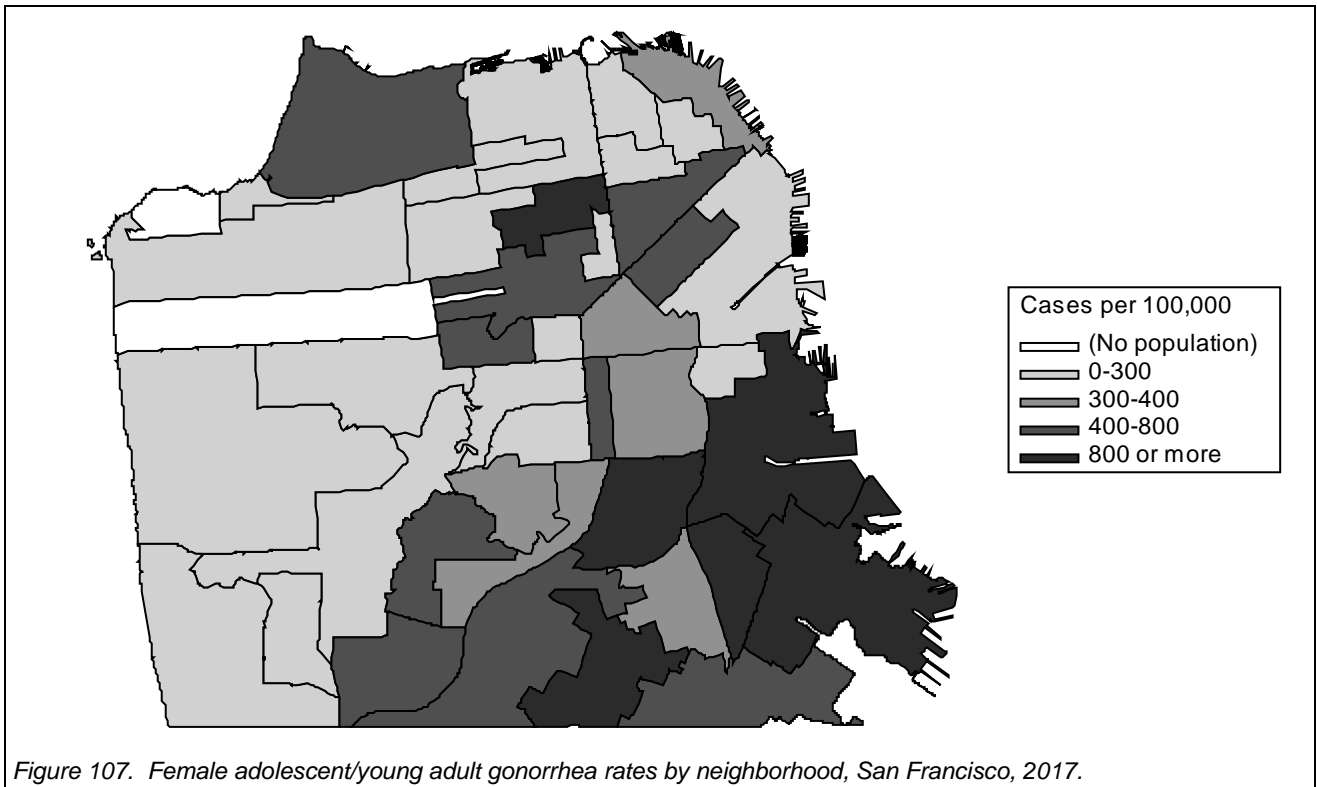 Cases per 100,000
(No population)
0-300
300-400
400-800
800 or more
Figure 107. Female adolescent/young adult gonorrhea rates by neighborhood, San Francisco, 2017.